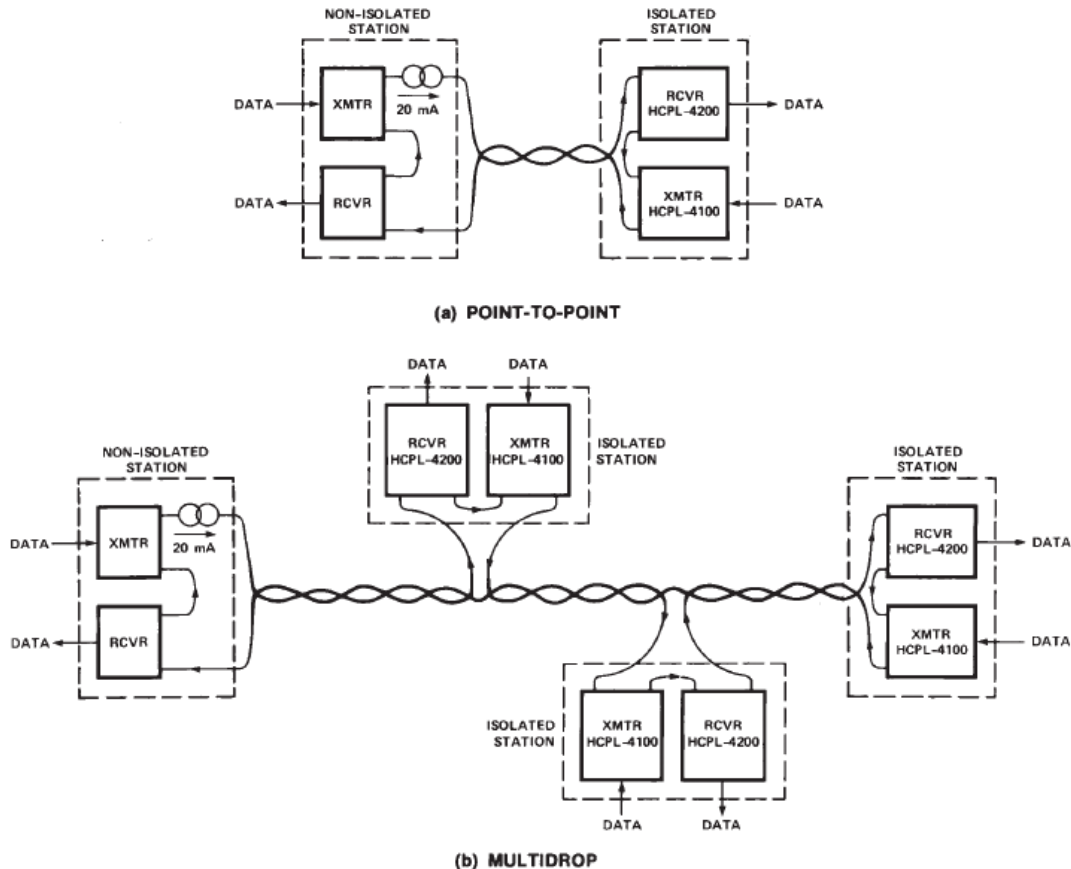 NON-ISOLATED
STATION
ISOLATED
STATION
DATA
XMTR
20 mA
RCVR
HCPL-4200
DATA
DATA
RCVR
XMTR
HCPL-4100
DATA
(a) POINT-TO-POINT
DATA
DATA
RCVR
HCPL-4200
XMTR
HCPL-4100
ISOLATED
STATION
NON-ISOLATED
STATION
ISOLATED
STATION
DATA
XMTR
20 mA
RCVR
HCPL-4200
DATA
DATA
RCVR
XMTR
HCPL-4100
DATA
ISOLATED
STATION
XMTR
HCPL-4100
RCVR
HCPL-4200
DATA
DATA
(b) MULTIDROP